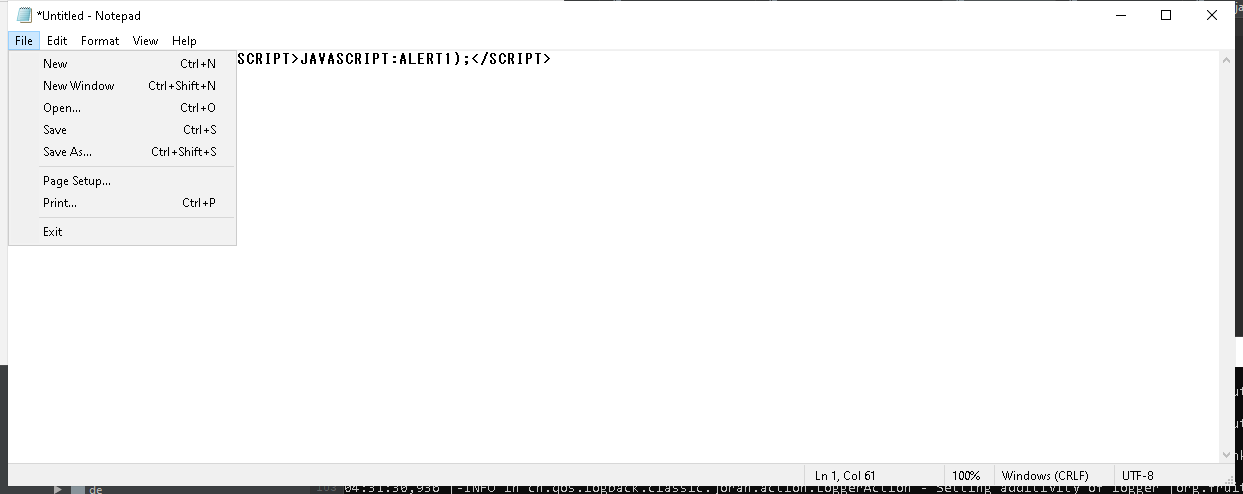 *Untitled - Notepad
File Edit Format View Help
SCRIPT>JAVASCRIPT:ALERT1);</SCRIPT>
New Ctrl+N
New Window Ctrl+Shift+N
Open... Ctrl+O
Save Ctrl+S
Save As... Ctrl+Shift+S
Page Setup...
Print... Ctrl+P
Exit
Ln 1, Col 61 100% Windows (CRLF) UTF-8
de
04:31:30,936 |-INFO in ch.qos.logback.classic.joran.action.LoggerAction - Setting additivity of logger [org.fruit